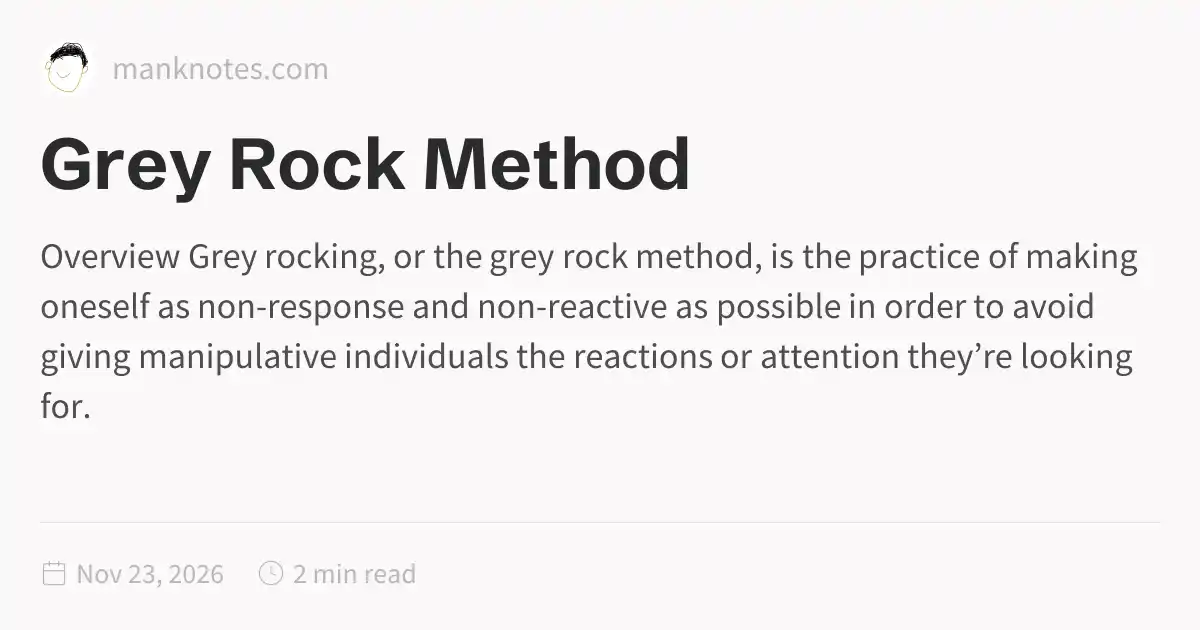 manknotes.com
Grey Rock Method
Overview Grey rocking, or the grey rock method, is the practice of making
oneself as non-response and non-reactive as possible in order to avoid
giving manipulative individuals the reactions or attention they’re looking
for.
Nov 23, 2026 2 min read